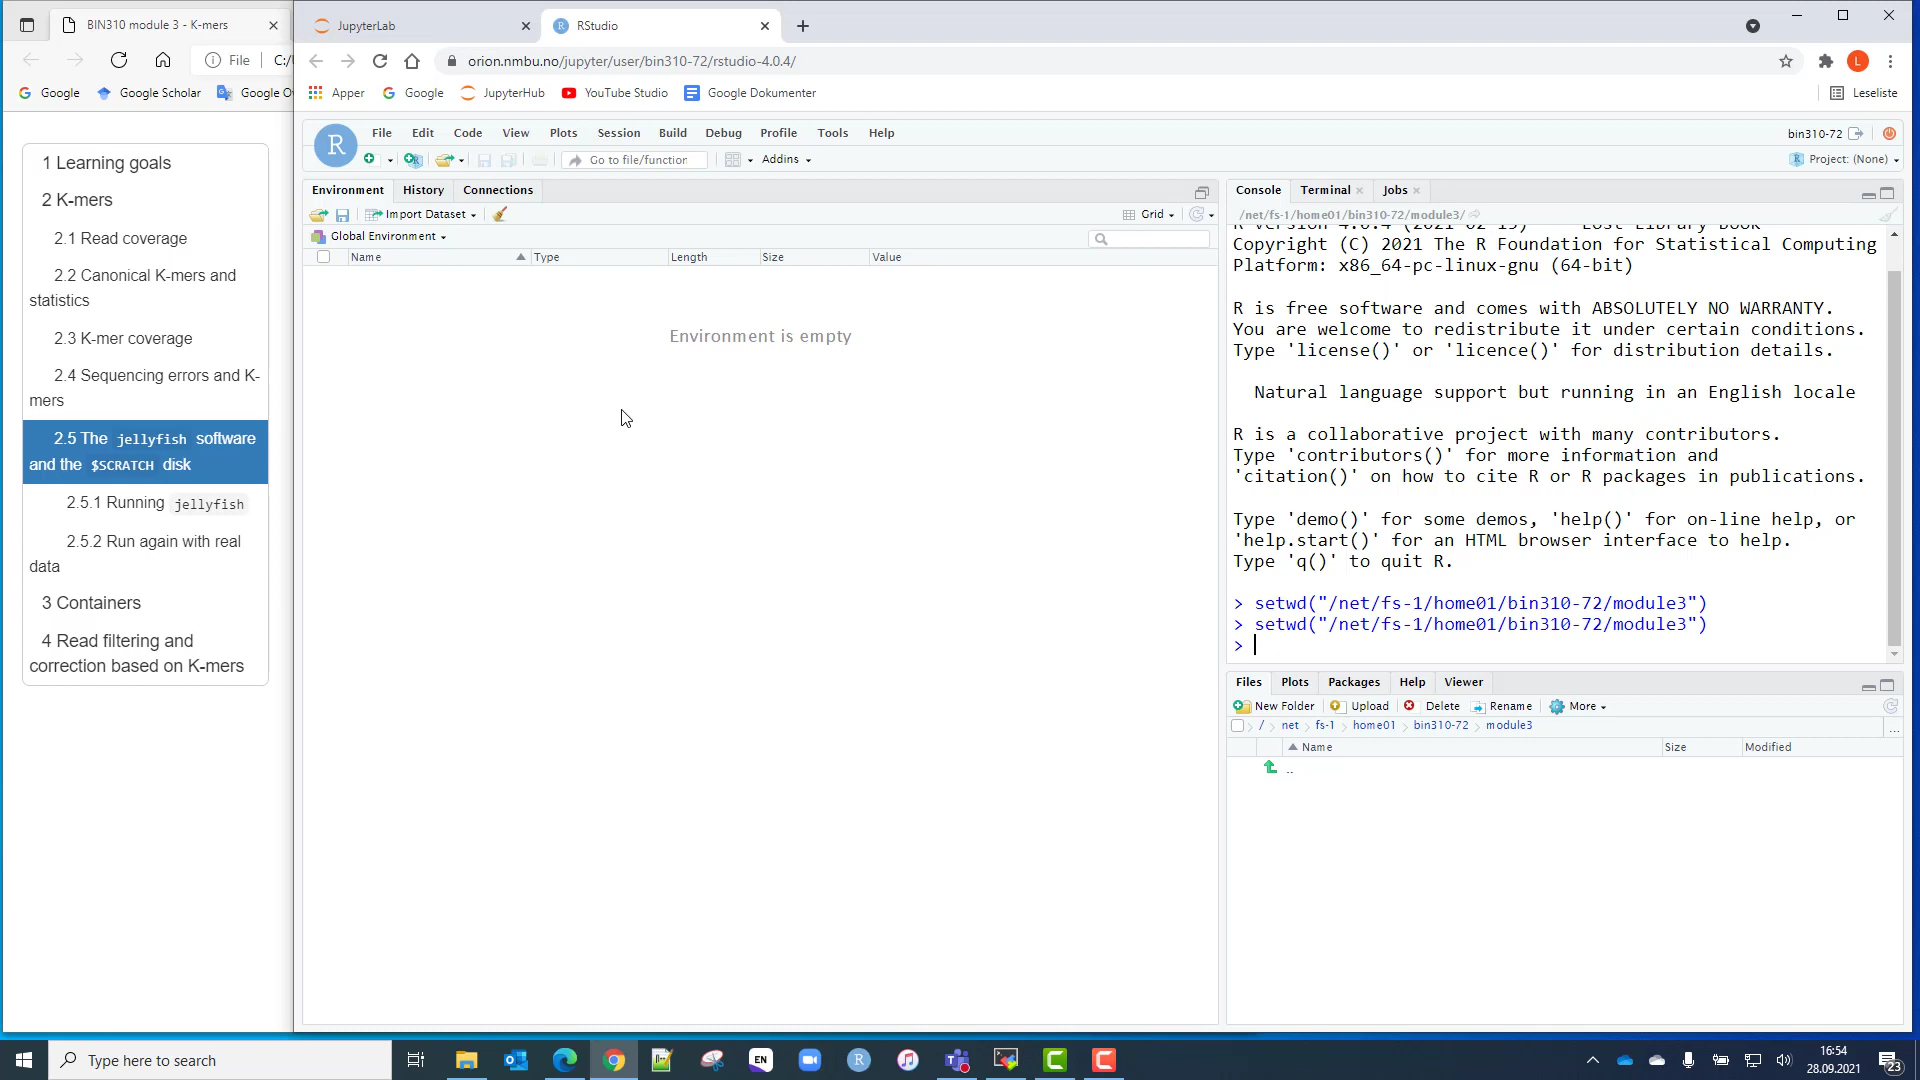 BIN310 module 3 - K-mers
File
C:/
Google
Google Scholar
1 Learning goals
2 K-mers
2.1 Read coverage
2.2 Canonical K-mers and
statistics
2.3 K-mer coverage
2.4 Sequencing errors and K-
mers
2.5 The jellyfish software
and the $SCRATCH disk
2.5.1 Running jellyfish
2.5.2 Run again with real
data
3 Containers
4 Read filtering and
correction based on K-mers
JupyterLab
RStudio
orion.nmbu.no/jupyter/user/bin310-72/rstudio-4.0.4/
L
Apper
Google
JupyterHub
YouTube Studio
Google Dokumenter
Leseliste
R
File
Edit
Code
View
Plots
Session
Build
Debug
Profile
Tools
Help
bin310-72
Go to file/function
Addins
Project: (None)
Environment
History
Connections
Import Dataset
Grid
Global Environment
Name
Type
Length
Size
Value
Environment is empty
Console
Terminal
Jobs
/net/fs-1/home01/bin310-72/module3/
R version 4.0.4 (2021-02-15) -- "Lost Library Book"
Copyright (C) 2021 The R Foundation for Statistical Computing
Platform: x86_64-pc-linux-gnu (64-bit)
R is free software and comes with ABSOLUTELY NO WARRANTY.
You are welcome to redistribute it under certain conditions.
Type 'license()' or 'licence()' for distribution details.
Natural language support but running in an English locale
R is a collaborative project with many contributors.
Type 'contributors()' for more information and
'citation()' on how to cite R or R packages in publications.
Type 'demo()' for some demos, 'help()' for on-line help, or
'help.start()' for an HTML browser interface to help.
Type 'q()' to quit R.
> setwd("/net/fs-1/home01/bin310-72/module3")
> setwd("/net/fs-1/home01/bin310-72/module3")
>
Files
Plots
Packages
Help
Viewer
New Folder
Upload
Delete
Rename
More
/ net fs-1 home01 bin310-72 module3
...
Name
Size
Modified
..
Type here to search
EN
16:54
28.09.2021
23